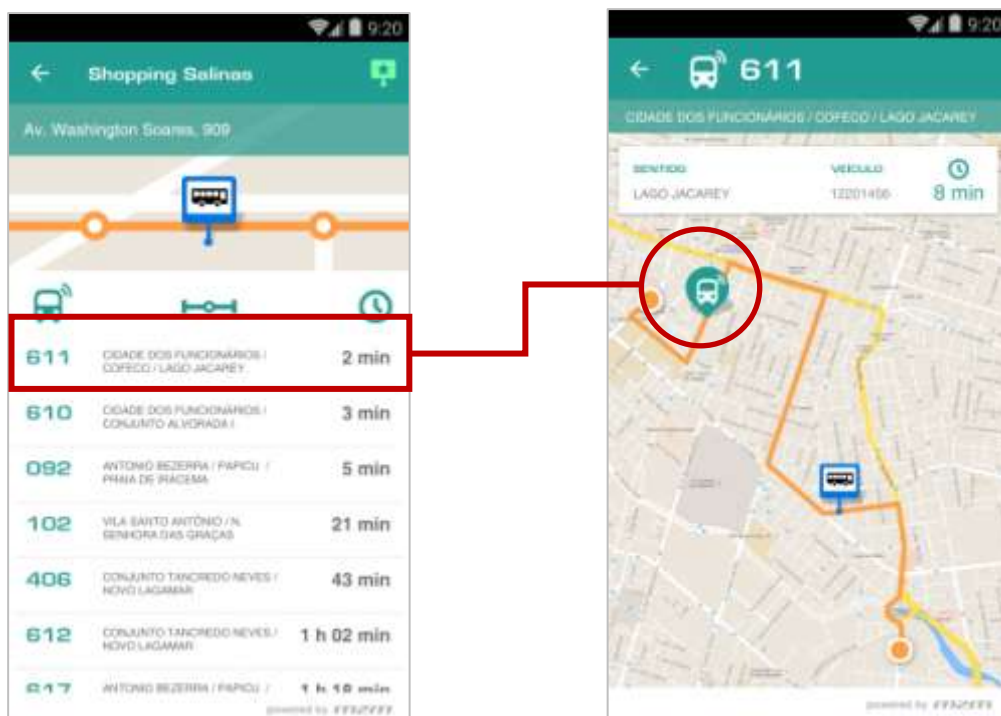 9:20
Shopping Salinas
Av. Washington Soares, 909
611
CIDADE DOS FUNCIONÁRIOS /
COFECO / LAGO JACAREY
2 min
610
CIDADE DOS FUNCIONÁRIOS /
CONJUNTO ALVORADA I
3 min
092
ANTONIO BEZERRA / PAPICU /
PRAIA DE IRACEMA
5 min
102
VILA SANTO ANTÔNIO / N.
SENHORA DAS GRAÇAS
21 min
406
CONJUNTO TANCREDO NEVES /
NOVO LAGAMAR
43 min
612
CONJUNTO TANCREDO NEVES /
NOVO LAGAMAR
1 h 02 min
617
ANTONIO BEZERRA / PAPICU /
1 h 18 min
powered by
9:20
611
CIDADE DOS FUNCIONÁRIOS / COFECO / LAGO JACAREY
SENTIDO
VEÍCULO
LAGO JACAREY
8 min
powered by